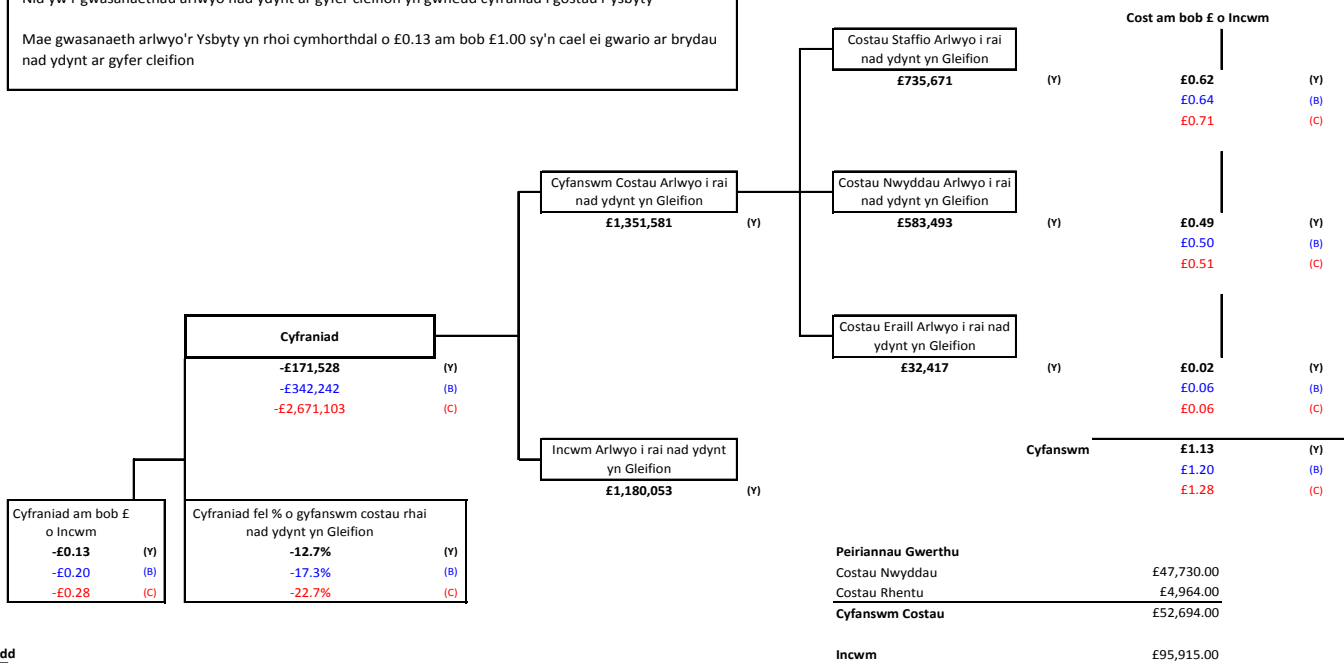 Mae gwasanaeth arlwyo'r Ysbyty yn rhoi cymhorthdal o £0.13 am bob £1.00 sy'n cael ei gwario ar brydau
nad ydynt ar gyfer cleifion
Cost am bob £ o Incwm
Costau Staffio Arlwyo i rai
nad ydynt yn Gleifion
£735,671 (Y) £0.62 (Y)
£0.64 (B)
£0.71 (C)
Cyfanswm Costau Arlwyo i rai
nad ydynt yn Gleifion
£1,351,581 (Y)
Costau Nwyddau Arlwyo i rai
nad ydynt yn Gleifion
£583,493 (Y) £0.49 (Y)
£0.50 (B)
£0.51 (C)
Cyfraniad
-£171,528 (Y)
-£342,242 (B)
-£2,671,103 (C)
Costau Eraill Arlwyo i rai nad
ydynt yn Gleifion
£32,417 (Y) £0.02 (Y)
£0.06 (B)
£0.06 (C)
Incwm Arlwyo i rai nad ydynt
yn Gleifion
£1,180,053 (Y)
Cyfanswm £1.13 (Y)
£1.20 (B)
£1.28 (C)
Cyfraniad am bob £
o Incwm
-£0.13 (Y)
-£0.20 (B)
-£0.28 (C)
Cyfraniad fel % o gyfanswm costau rhai
nad ydynt yn Gleifion
-12.7% (Y)
-17.3% (B)
-22.7% (C)
Peiriannau Gwerthu
Costau Nwyddau £47,730.00
Costau Rhentu £4,964.00
Cyfanswm Costau £52,694.00
Incwm £95,915.00
dd